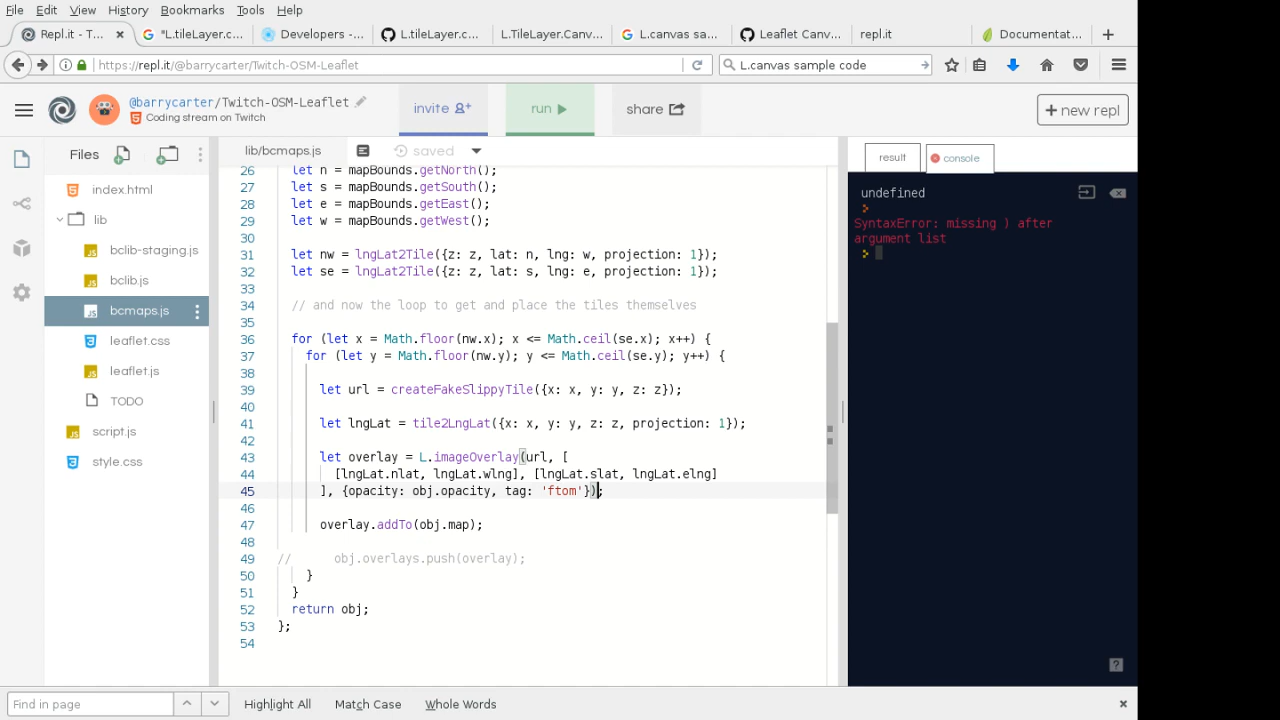 File Edit View History Bookmarks Tools Help
Repl.it - T... × "L.tileLayer.c... Developers -... L.tileLayer.c... L.TileLayer.Canv... L.canvas sa... Leaflet Canv... repl.it Documentat... +
https://repl.it/@barrycarter/Twitch-OSM-Leaflet L.canvas sample code
@barrycarter/Twitch-OSM-Leaflet
Coding stream on Twitch
invite run share + new repl
Files
index.html
lib
bclib-staging.js
bclib.js
bcmaps.js
leaflet.css
leaflet.js
TODO
script.js
style.css
lib/bcmaps.js saved
26 let n = mapBounds.getNorth();
27 let s = mapBounds.getSouth();
28 let e = mapBounds.getEast();
29 let w = mapBounds.getWest();
30
31 let nw = lngLat2Tile({z: z, lat: n, lng: w, projection: 1});
32 let se = lngLat2Tile({z: z, lat: s, lng: e, projection: 1});
33
34 // and now the loop to get and place the tiles themselves
35
36 for (let x = Math.floor(nw.x); x <= Math.ceil(se.x); x++) {
37 for (let y = Math.floor(nw.y); y <= Math.ceil(se.y); y++) {
38
39 let url = createFakeSlippyTile({x: x, y: y, z: z});
40
41 let lngLat = tile2LngLat({x: x, y: y, z: z, projection: 1});
42
43 let overlay = L.imageOverlay(url, [
44 [lngLat.nlat, lngLat.wlng], [lngLat.slat, lngLat.elng]
45 ], {opacity: obj.opacity, tag: 'ftom'});
46
47 overlay.addTo(obj.map);
48
49 // obj.overlays.push(overlay);
50 }
51 }
52 return obj;
53 };
54
result console
undefined
SyntaxError: missing ) after
argument list
?
Find in page Highlight All Match Case Whole Words ×